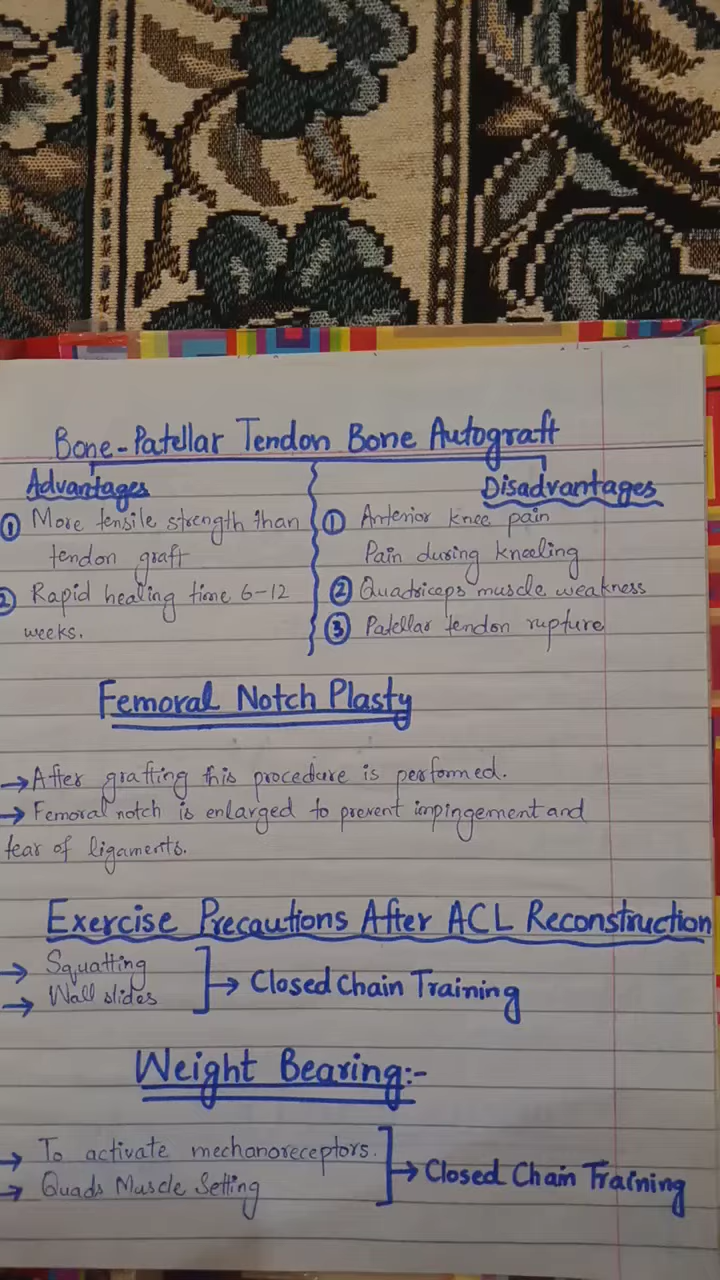 Bone-Patellar Tendon Bone Autograft
Advantages
① More tensile strength than
tendon graft
② Rapid healing time 6-12
weeks.
Disadvantages
① Anterior knee pain
Pain during kneeling
② Quadriceps muscle weakness
③ Patellar tendon rupture
Femoral Notch Plasty
→ After grafting this procedure is performed.
→ Femoral notch is enlarged to prevent impingement and
tear of ligaments.
Exercise Precautions After ACL Reconstruction
→ Squatting
→ Wall slides
→ Closed Chain Training
Weight Bearing:-
→ To activate mechanoreceptors.
→ Quads Muscle Setting
→ Closed Chain Training